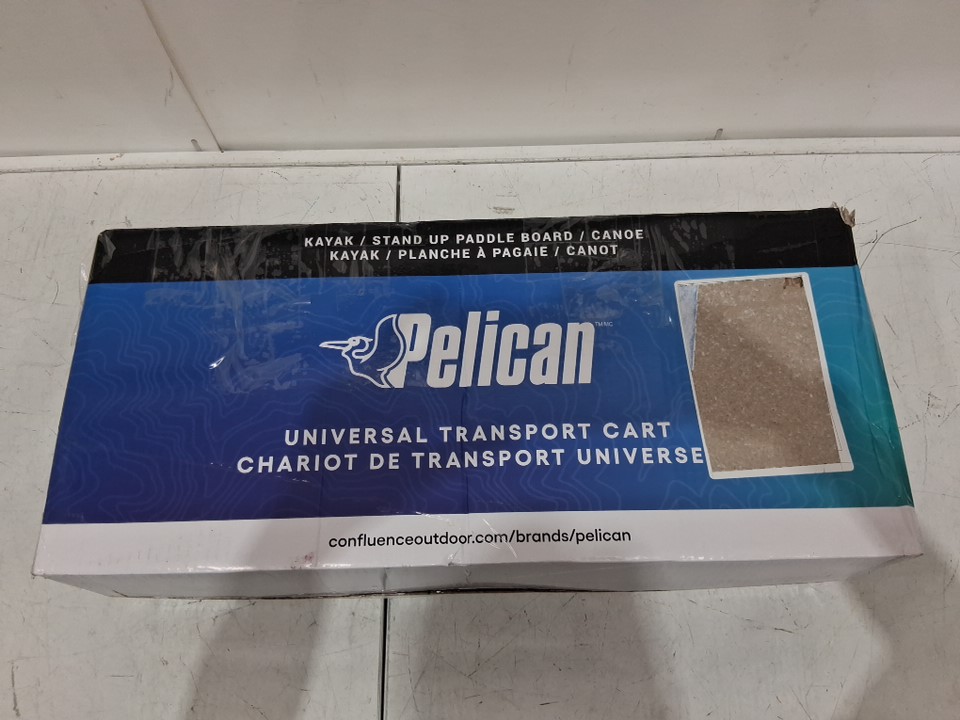 KAYAK / STAND UP PADDLE BOARD / CANOE
KAYAK / PLANCHE À PAGAIE / CANOT
Pelican ™MC
UNIVERSAL TRANSPORT CART
CHARIOT DE TRANSPORT UNIVERSE
confluenceoutdoor.com/brands/pelican